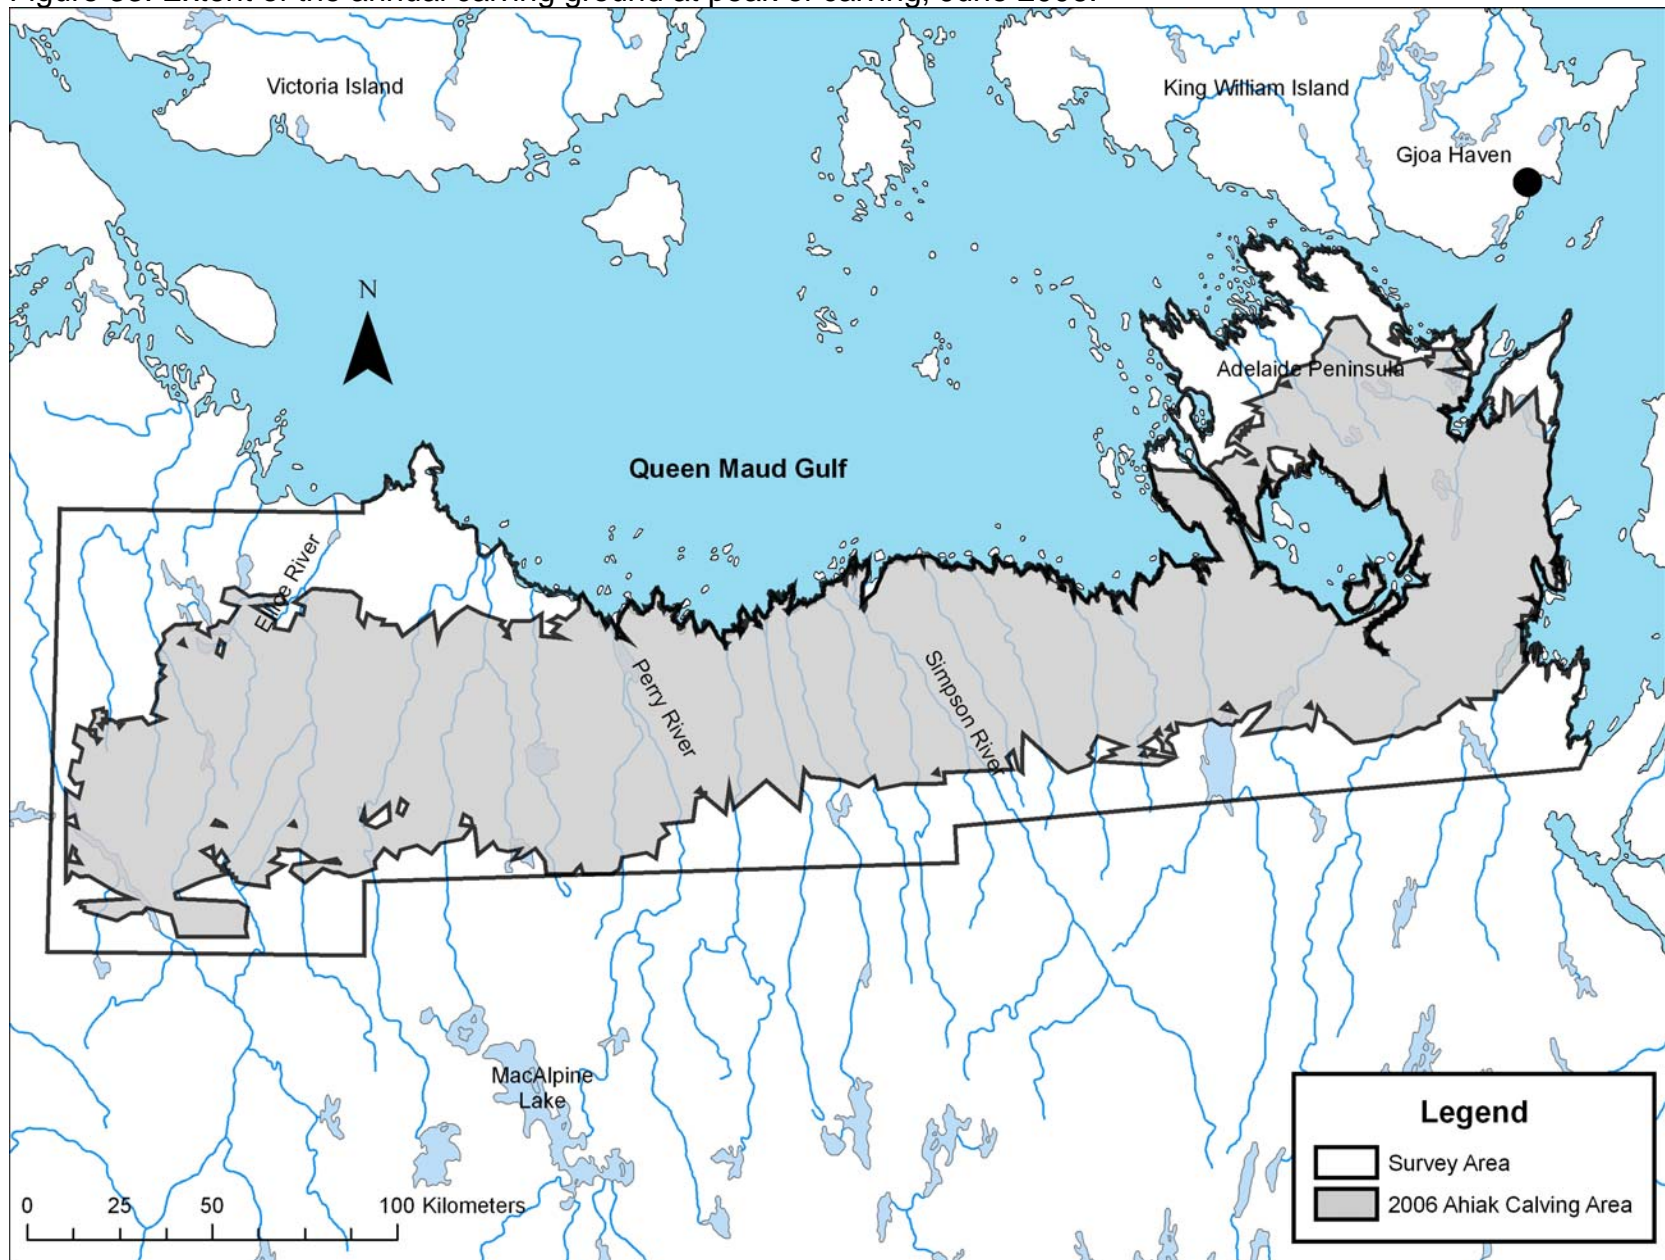 Victoria Island
King William Island
Gjoa Haven
N
Adelaide Peninsula
Queen Maud Gulf
Ellice River
Perry River
Simpson River
MacAlpine
Lake
0 25 50 100 Kilometers
Legend
Survey Area
2006 Ahiak Calving Area